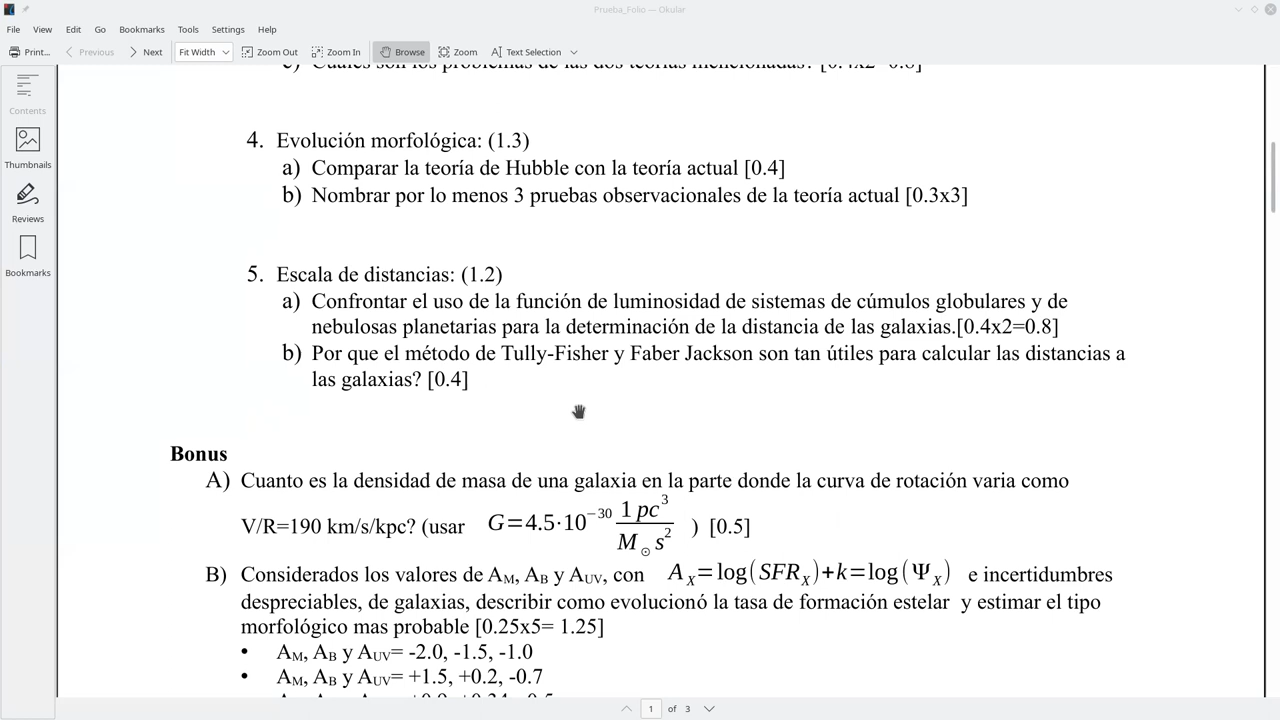 Prueba_Folio — Okular
File View Edit Go Bookmarks Tools Settings Help
Print... Previous Next Fit Width Zoom Out Zoom In Browse Zoom Text Selection
Contents
Thumbnails
Reviews
Bookmarks
4. Evolución morfológica: (1.3)
a) Comparar la teoría de Hubble con la teoría actual [0.4]
b) Nombrar por lo menos 3 pruebas observacionales de la teoría actual [0.3x3]
5. Escala de distancias: (1.2)
a) Confrontar el uso de la función de luminosidad de sistemas de cúmulos globulares y de
nebulosas planetarias para la determinación de la distancia de las galaxias.[0.4x2=0.8]
b) Por que el método de Tully-Fisher y Faber Jackson son tan útiles para calcular las distancias a
las galaxias? [0.4]
Bonus
A) Cuanto es la densidad de masa de una galaxia en la parte donde la curva de rotación varia como
V/R=190 km/s/kpc? (usar G=4.5·10^{−30} \frac{1 pc^3}{M_⊙ s^2} ) [0.5]
B) Considerados los valores de A_M, A_B y A_UV, con A_X=log(SFR_X)+k=log(Ψ_X) e incertidumbres
despreciables, de galaxias, describir como evolucionó la tasa de formación estelar y estimar el tipo
morfológico mas probable [0.25x5= 1.25]
• A_M, A_B y A_UV= -2.0, -1.5, -1.0
• A_M, A_B y A_UV= +1.5, +0.2, -0.7
1 of 3